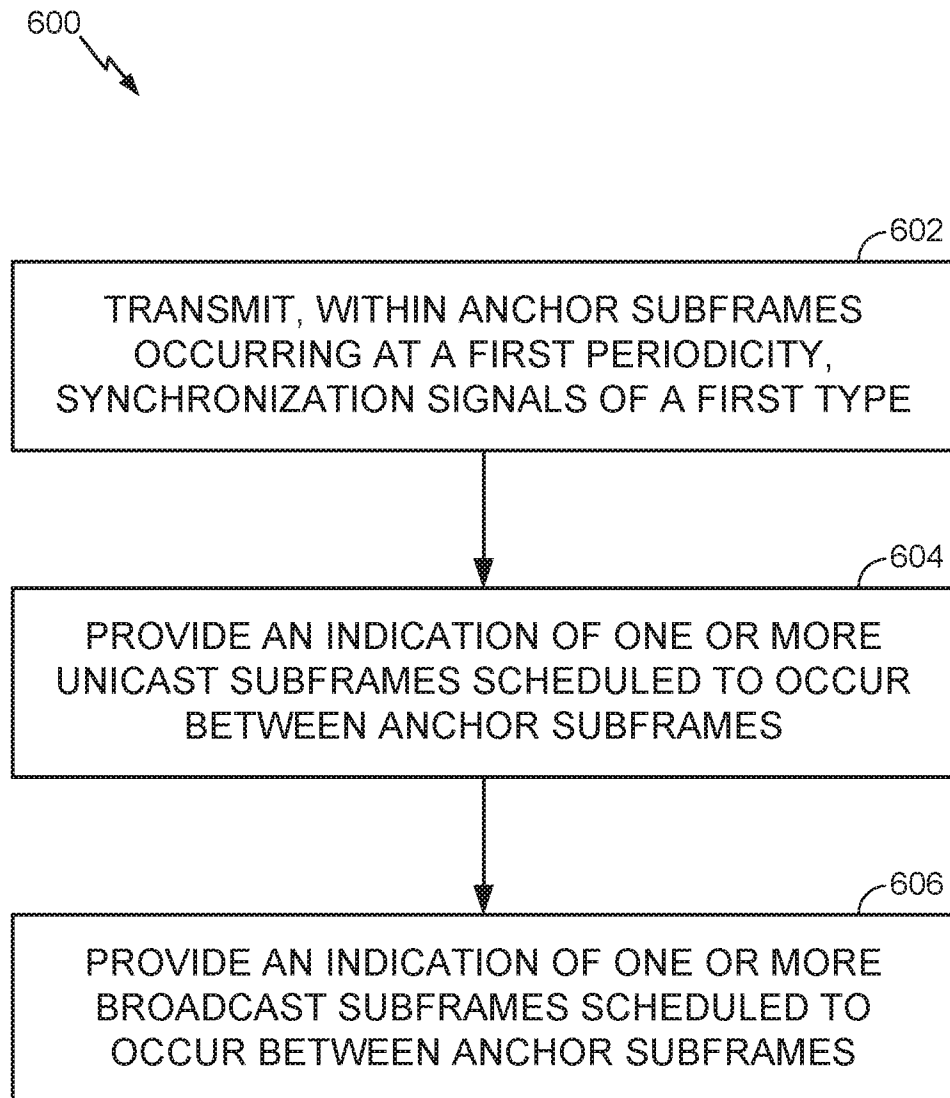 600
602
TRANSMIT, WITHIN ANCHOR SUBFRAMES
OCCURRING AT A FIRST PERIODICITY,
SYNCHRONIZATION SIGNALS OF A FIRST TYPE
604
PROVIDE AN INDICATION OF ONE OR MORE
UNICAST SUBFRAMES SCHEDULED TO OCCUR
BETWEEN ANCHOR SUBFRAMES
606
PROVIDE AN INDICATION OF ONE OR MORE
BROADCAST SUBFRAMES SCHEDULED TO
OCCUR BETWEEN ANCHOR SUBFRAMES